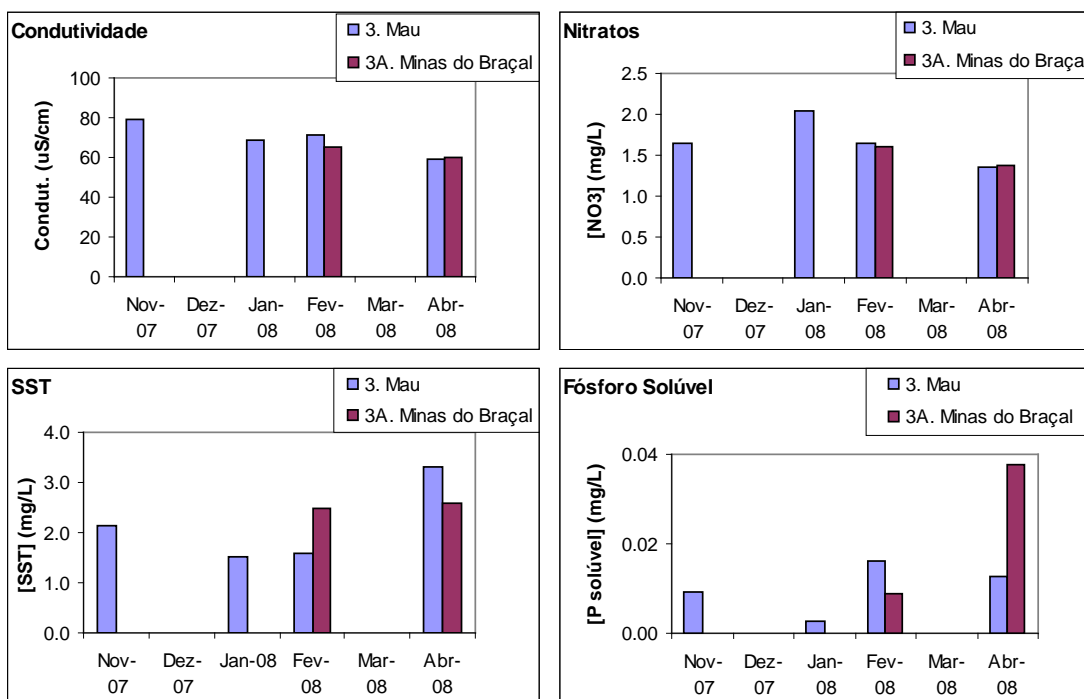 Condutividade
3. Mau
3A. Minas do Braçal
Condut. (uS/cm)
100
80
60
40
20
0
Nov-
07
Dez-
07
Jan-
08
Fev-
08
Mar-
08
Abr-
08
Nitratos
3. Mau
3A. Minas do Braçal
[NO3] (mg/L)
2.5
2.0
1.5
1.0
0.5
0.0
Nov-
07
Dez-
07
Jan-
08
Fev-
08
Mar-
08
Abr-
08
SST
3. Mau
3A. Minas do Braçal
[SST] (mg/L)
4.0
3.0
2.0
1.0
0.0
Nov-
07
Dez-
07
Jan-08
Fev-
08
Mar-
08
Abr-
08
Fósforo Solúvel
3. Mau
3A. Minas do Braçal
[P solúvel] (mg/L)
0.04
0.02
0.00
Nov-
07
Dez-
07
Jan-
08
Fev-
08
Mar-
08
Abr-
08